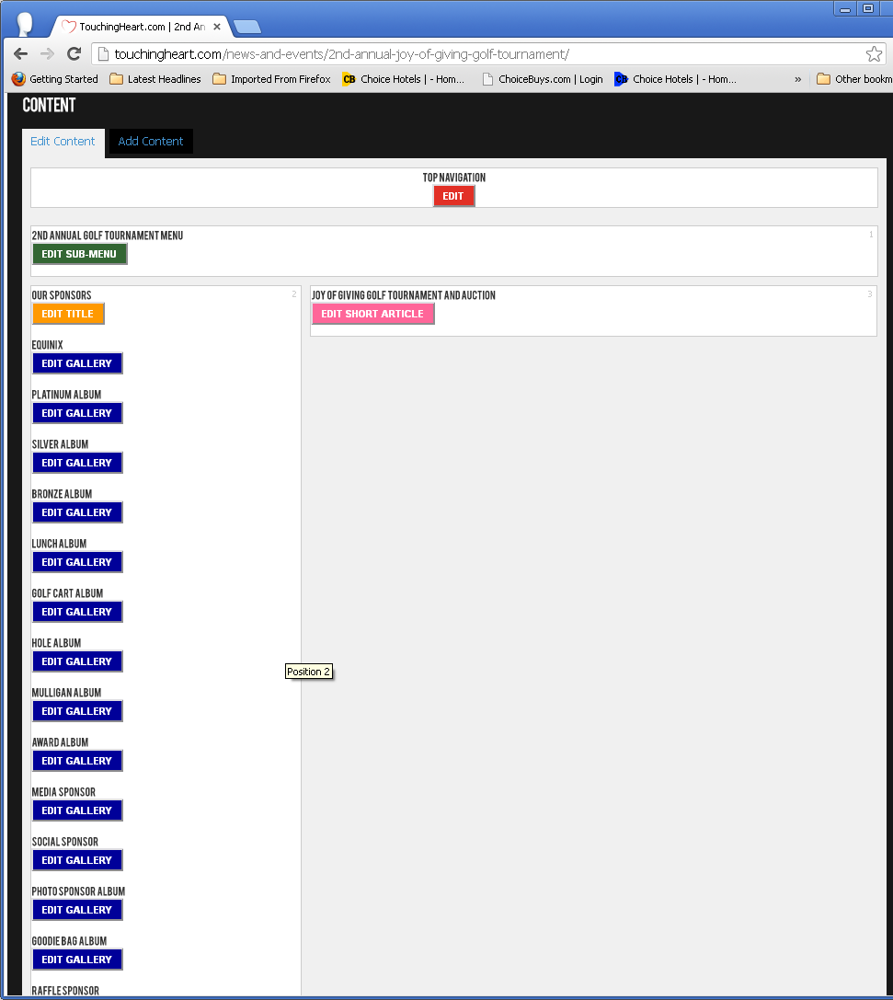 TouchingHeart.com | 2nd An
touchingheart.com/news-and-events/2nd-annual-joy-of-giving-golf-tournament/
Getting Started Latest Headlines Imported From Firefox CB Choice Hotels | - Hom... ChoiceBuys.com | Login CB Choice Hotels | - Hom... » Other bookm
CONTENT
Edit Content Add Content
TOP NAVIGATION
EDIT
2ND ANNUAL GOLF TOURNAMENT MENU 1
EDIT SUB-MENU
OUR SPONSORS 2
EDIT TITLE
EQUINIX
EDIT GALLERY
PLATINUM ALBUM
EDIT GALLERY
SILVER ALBUM
EDIT GALLERY
BRONZE ALBUM
EDIT GALLERY
LUNCH ALBUM
EDIT GALLERY
GOLF CART ALBUM
EDIT GALLERY
HOLE ALBUM
EDIT GALLERY
Position 2
MULLIGAN ALBUM
EDIT GALLERY
AWARD ALBUM
EDIT GALLERY
MEDIA SPONSOR
EDIT GALLERY
SOCIAL SPONSOR
EDIT GALLERY
PHOTO SPONSOR ALBUM
EDIT GALLERY
GOODIE BAG ALBUM
EDIT GALLERY
RAFFLE SPONSOR
JOY OF GIVING GOLF TOURNAMENT AND AUCTION 3
EDIT SHORT ARTICLE